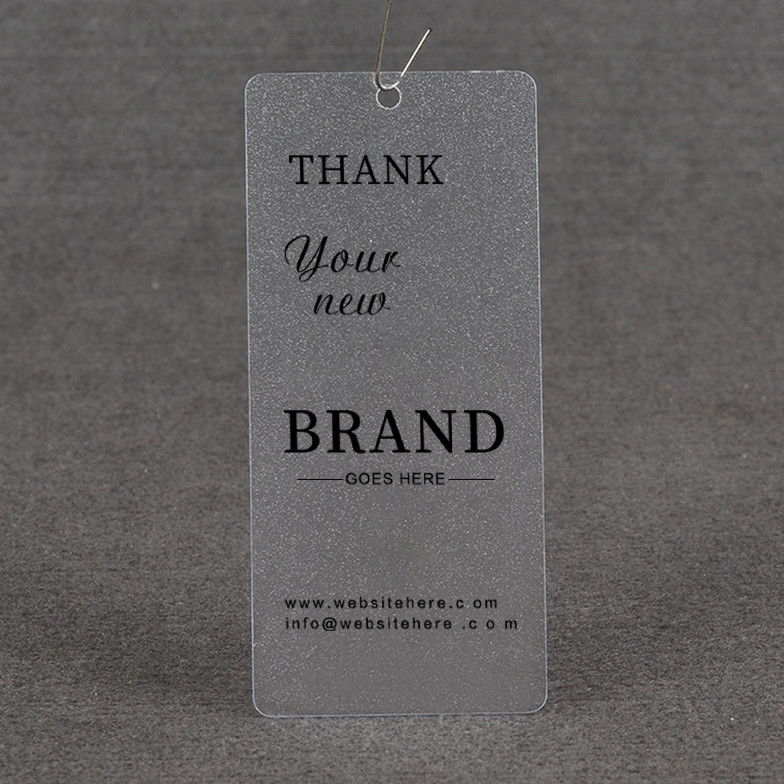 THANK
Your
new
BRAND
GOES HERE
www.websitehere.c om
info@websitehere .c o m